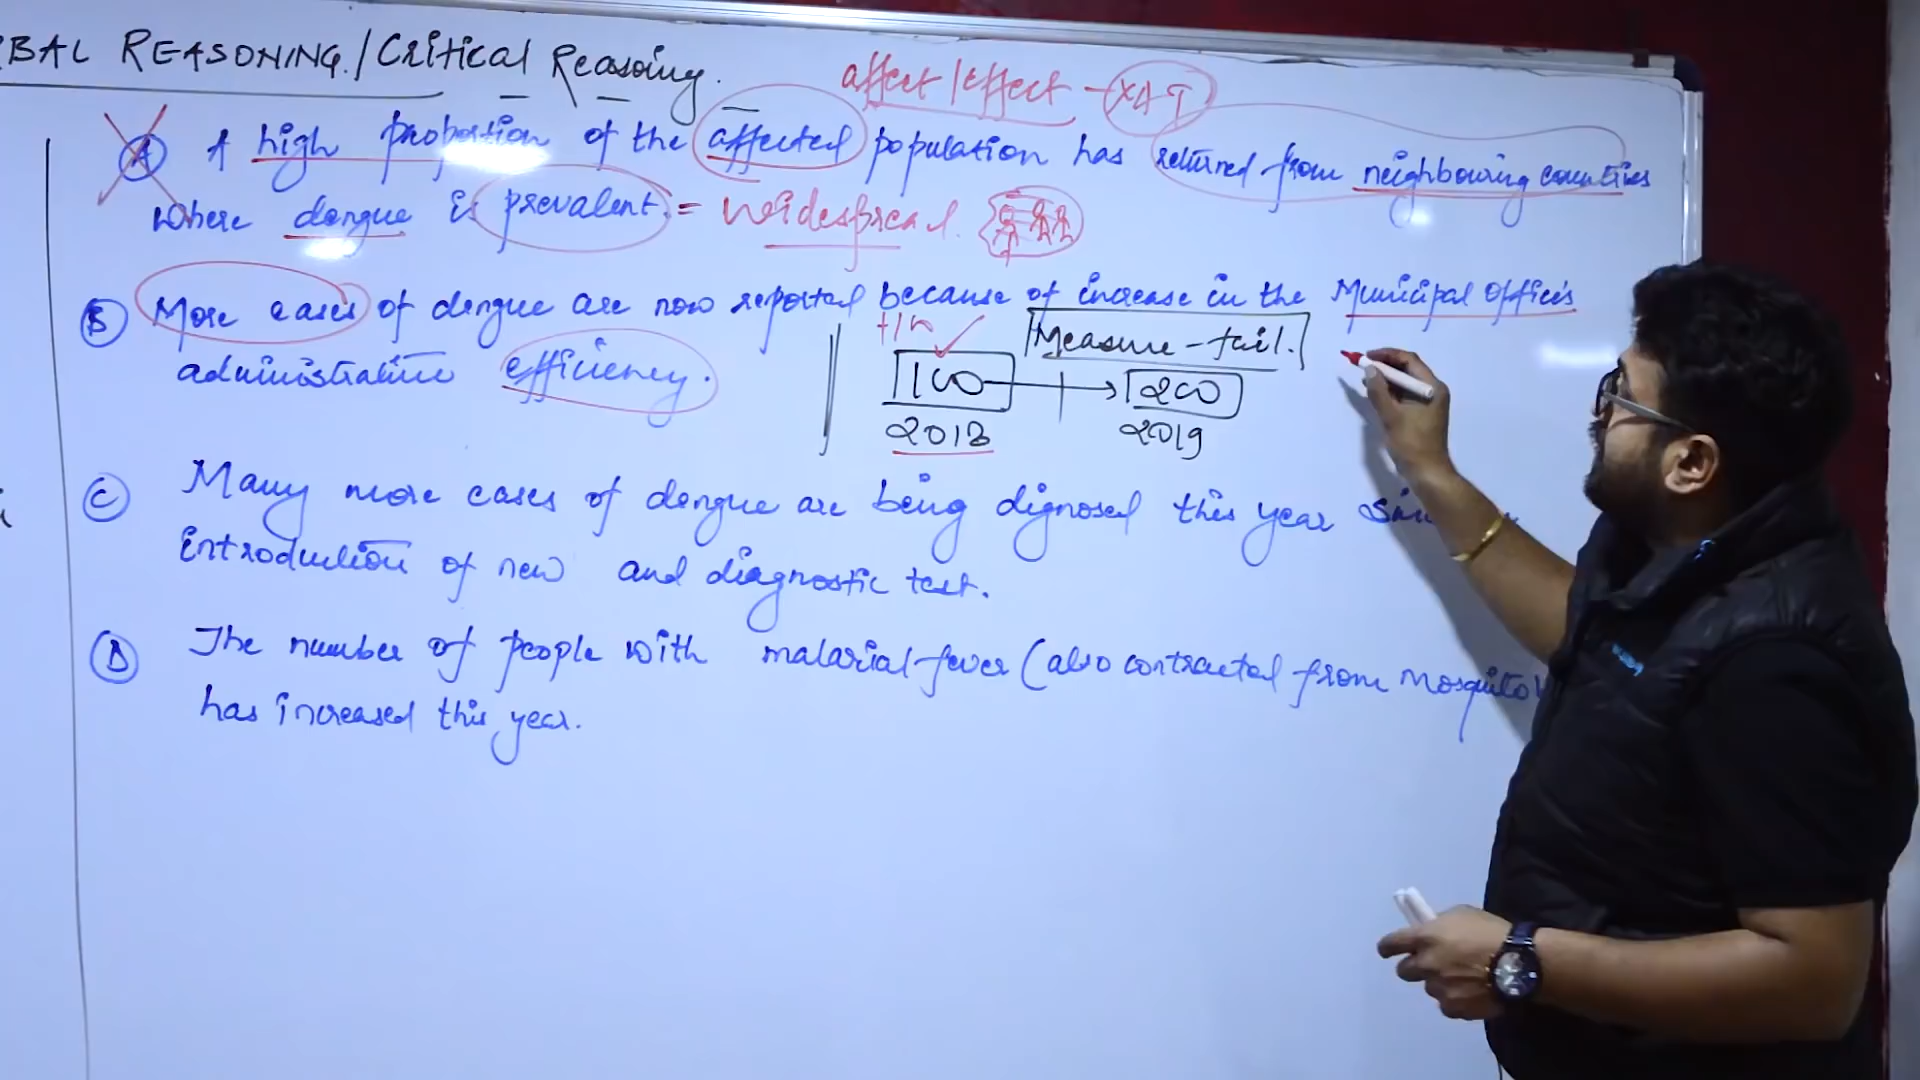 BAL REASONING./Critical Reasoing.
affect/effect - XAT
A A high proportion of the affected population has returned from neighbouring countries
where dengue is prevalent. = Weidespread.
B More cases of dengue are now reported because of increase in the Municipal Office's
administrative efficiency.
Measure - fail.
100 200
2018 2019
C Many more cases of dengue are being dignosed this year
introduction of new and diagnostic test.
D The number of people with malarial fever (also contracted from mosquito
has increased this year.